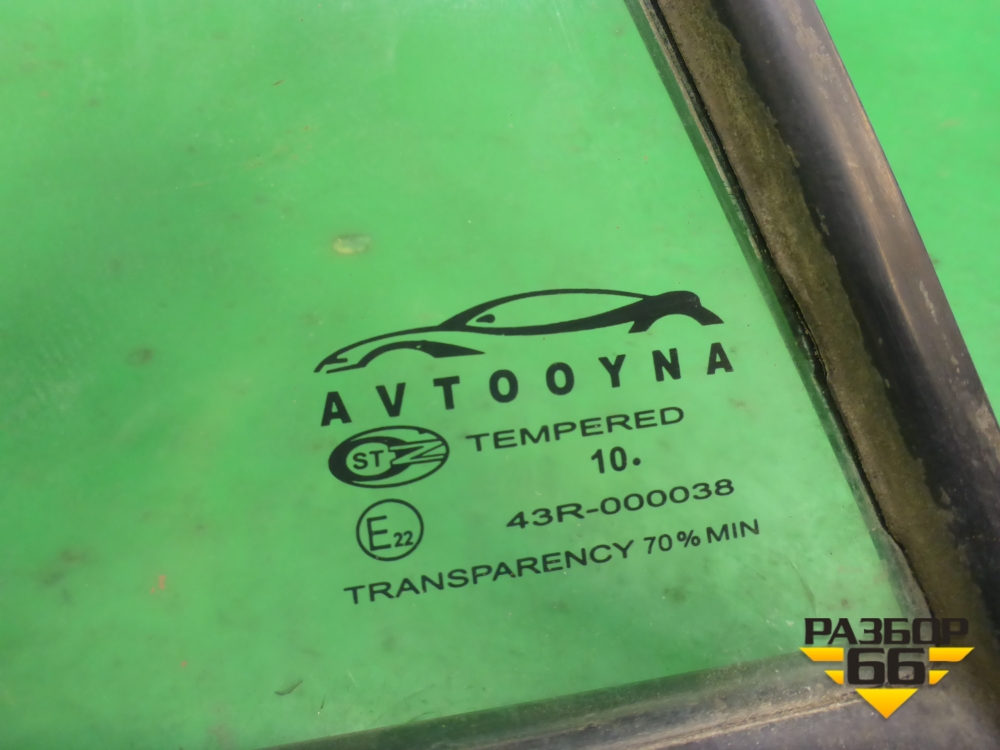 AVTOOYNA
ST
TEMPERED
10.
E22
43R-000038
TRANSPARENCY 70% MIN
РАЗБОР
66